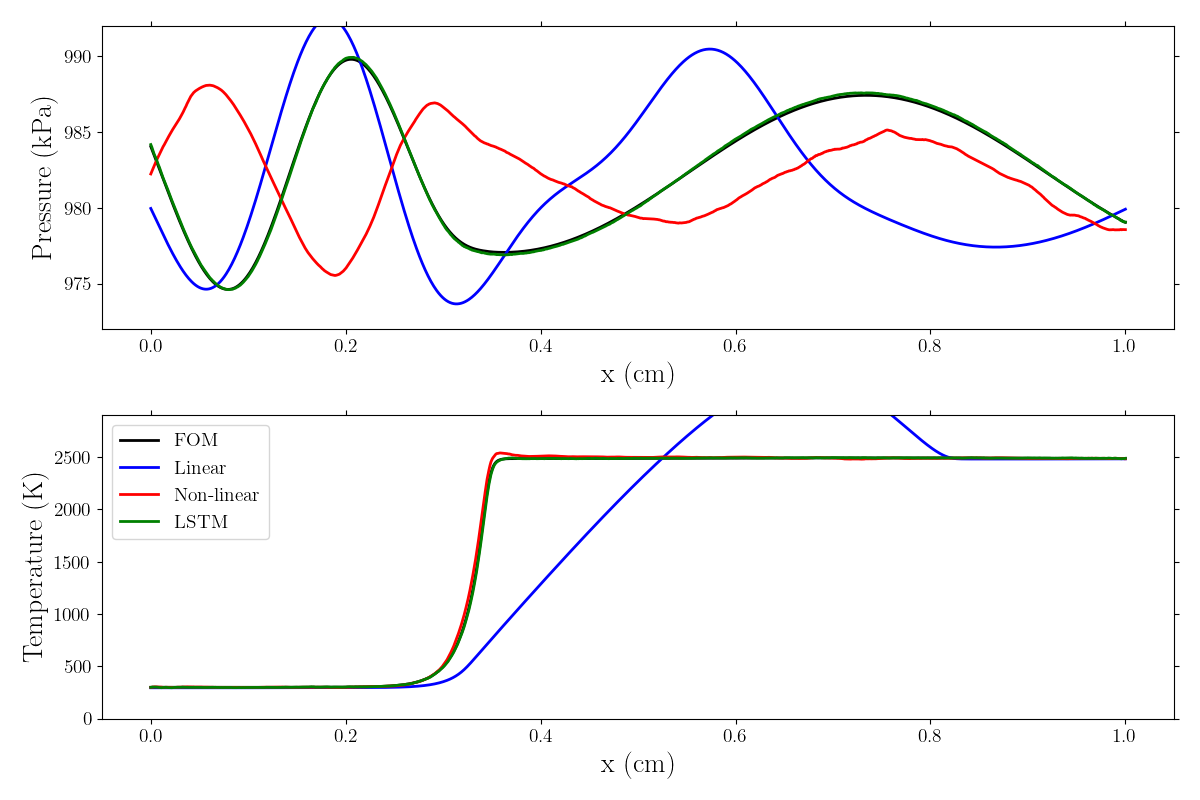 990
985
980
975
Pressure (kPa)
0.0 0.2 0.4 0.6 0.8 1.0
x (cm)
2500
2000
1500
1000
500
0
Temperature (K)
FOM
Linear
Non-linear
LSTM
0.0 0.2 0.4 0.6 0.8 1.0
x (cm)